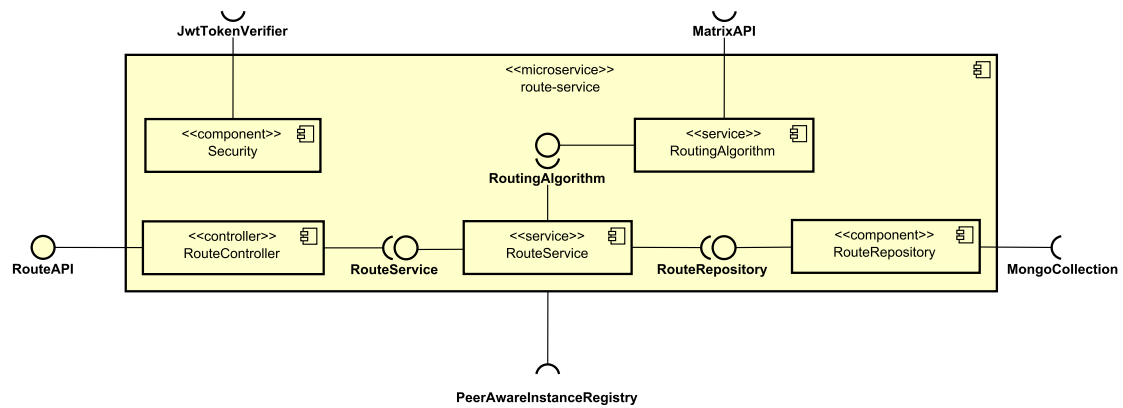 JwtTokenVerifier
MatrixAPI
<<microservice>>
route-service
<<component>>
Security
<<service>>
RoutingAlgorithm
RoutingAlgorithm
<<controller>>
RouteController
<<service>>
RouteService
<<component>>
RouteRepository
RouteAPI
RouteService
RouteRepository
MongoCollection
PeerAwareInstanceRegistry